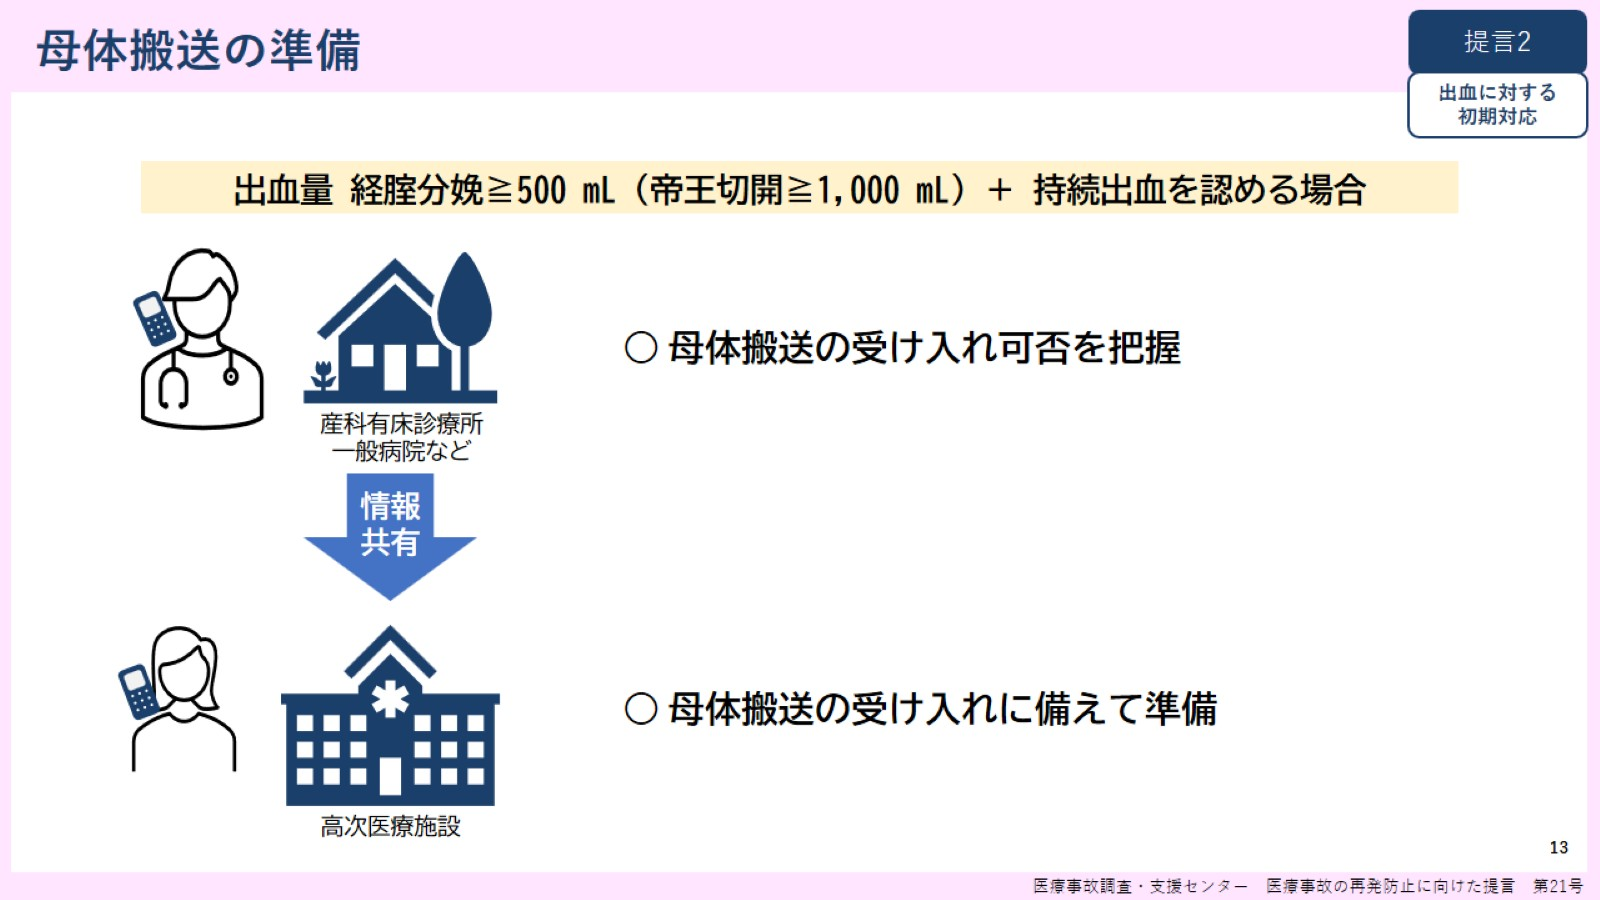 母体搬送の準備
提言2
出血に対する
初期対応
出血量 経腟分娩≧500 mL（帝王切開≧1,000 mL）＋ 持続出血を認める場合
○ 母体搬送の受け入れ可否を把握
産科有床診療所
一般病院など
情報
共有
○ 母体搬送の受け入れに備えて準備
高次医療施設
13
医療事故調査・支援センター　医療事故の再発防止に向けた提言　第21号